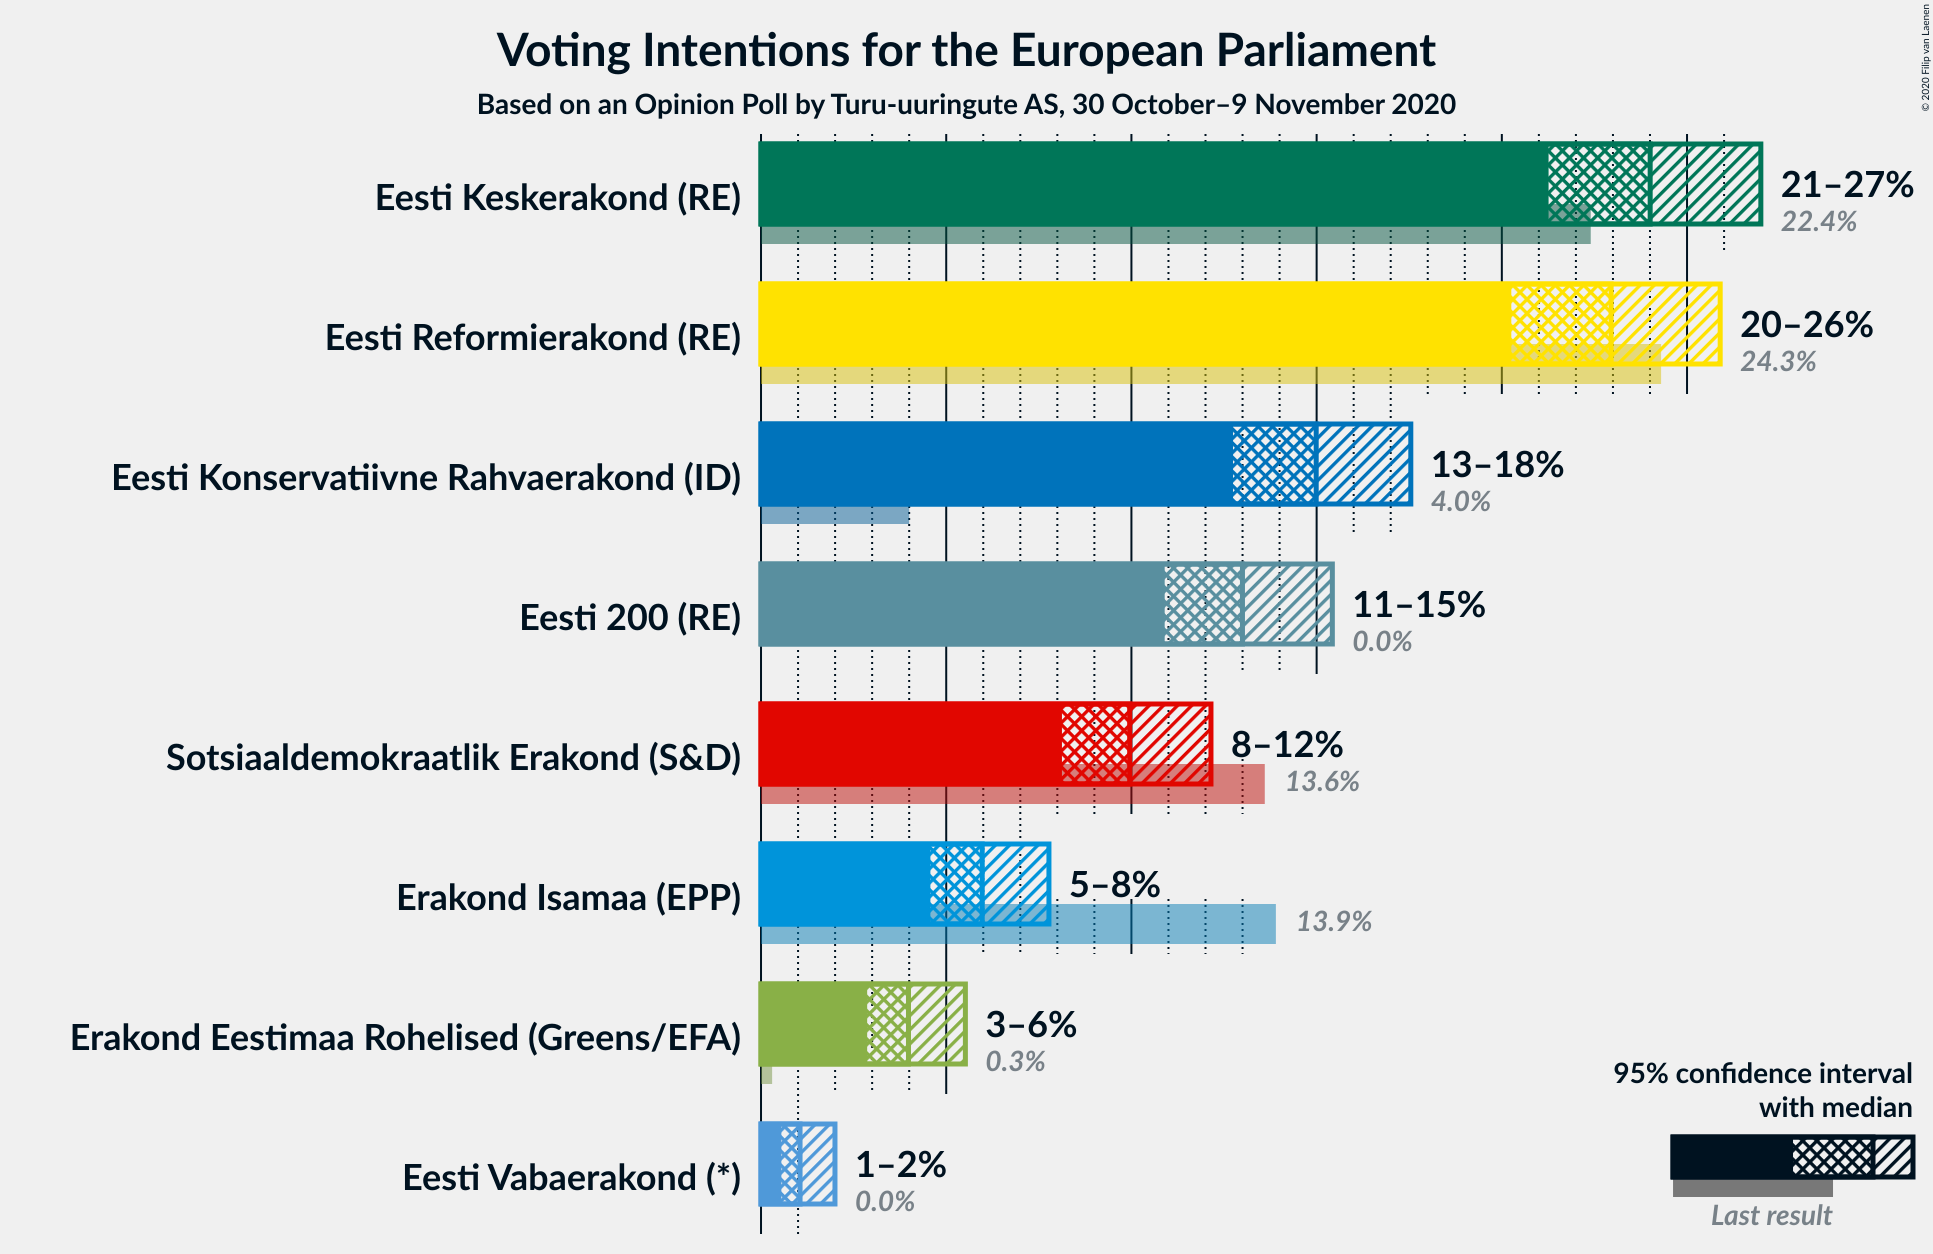 Voting Intentions for the European Parliament
Based on an Opinion Poll by Turu-uuringute AS, 30 October–9 November 2020
© 2020 Filip van Laenen
Eesti Keskerakond (RE)
21–27%
22.4%
Eesti Reformierakond (RE)
20–26%
24.3%
Eesti Konservatiivne Rahvaerakond (ID)
13–18%
4.0%
Eesti 200 (RE)
11–15%
0.0%
Sotsiaaldemokraatlik Erakond (S&D)
8–12%
13.6%
Erakond Isamaa (EPP)
5–8%
13.9%
Erakond Eestimaa Rohelised (Greens/EFA)
3–6%
0.3%
Eesti Vabaerakond (*)
1–2%
0.0%
95% confidence interval
with median
Last result